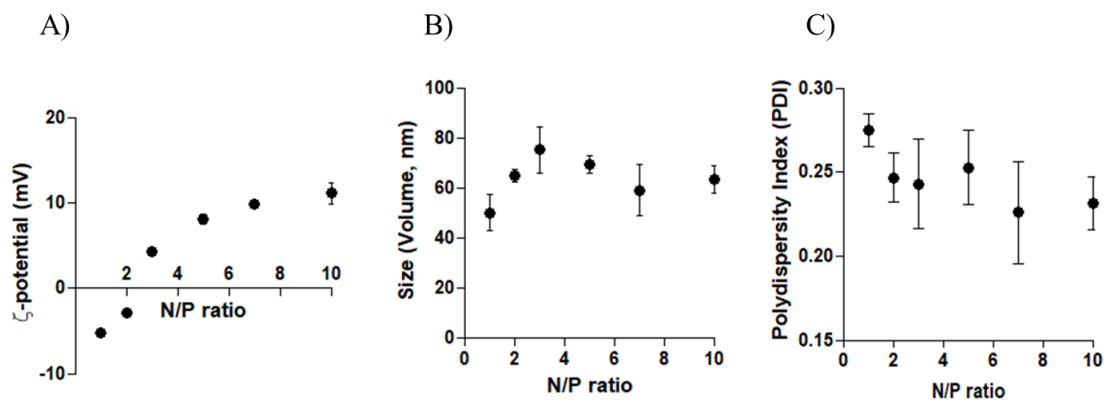 A)
B)
C)
ζ-potential (mV)
20
10
0
-10
2 4 6 8 10
N/P ratio
Size (Volume, nm)
100
80
60
40
20
0
0 2 4 6 8 10
N/P ratio
Polydispersity Index (PDI)
0.30
0.25
0.20
0.15
0 2 4 6 8 10
N/P ratio